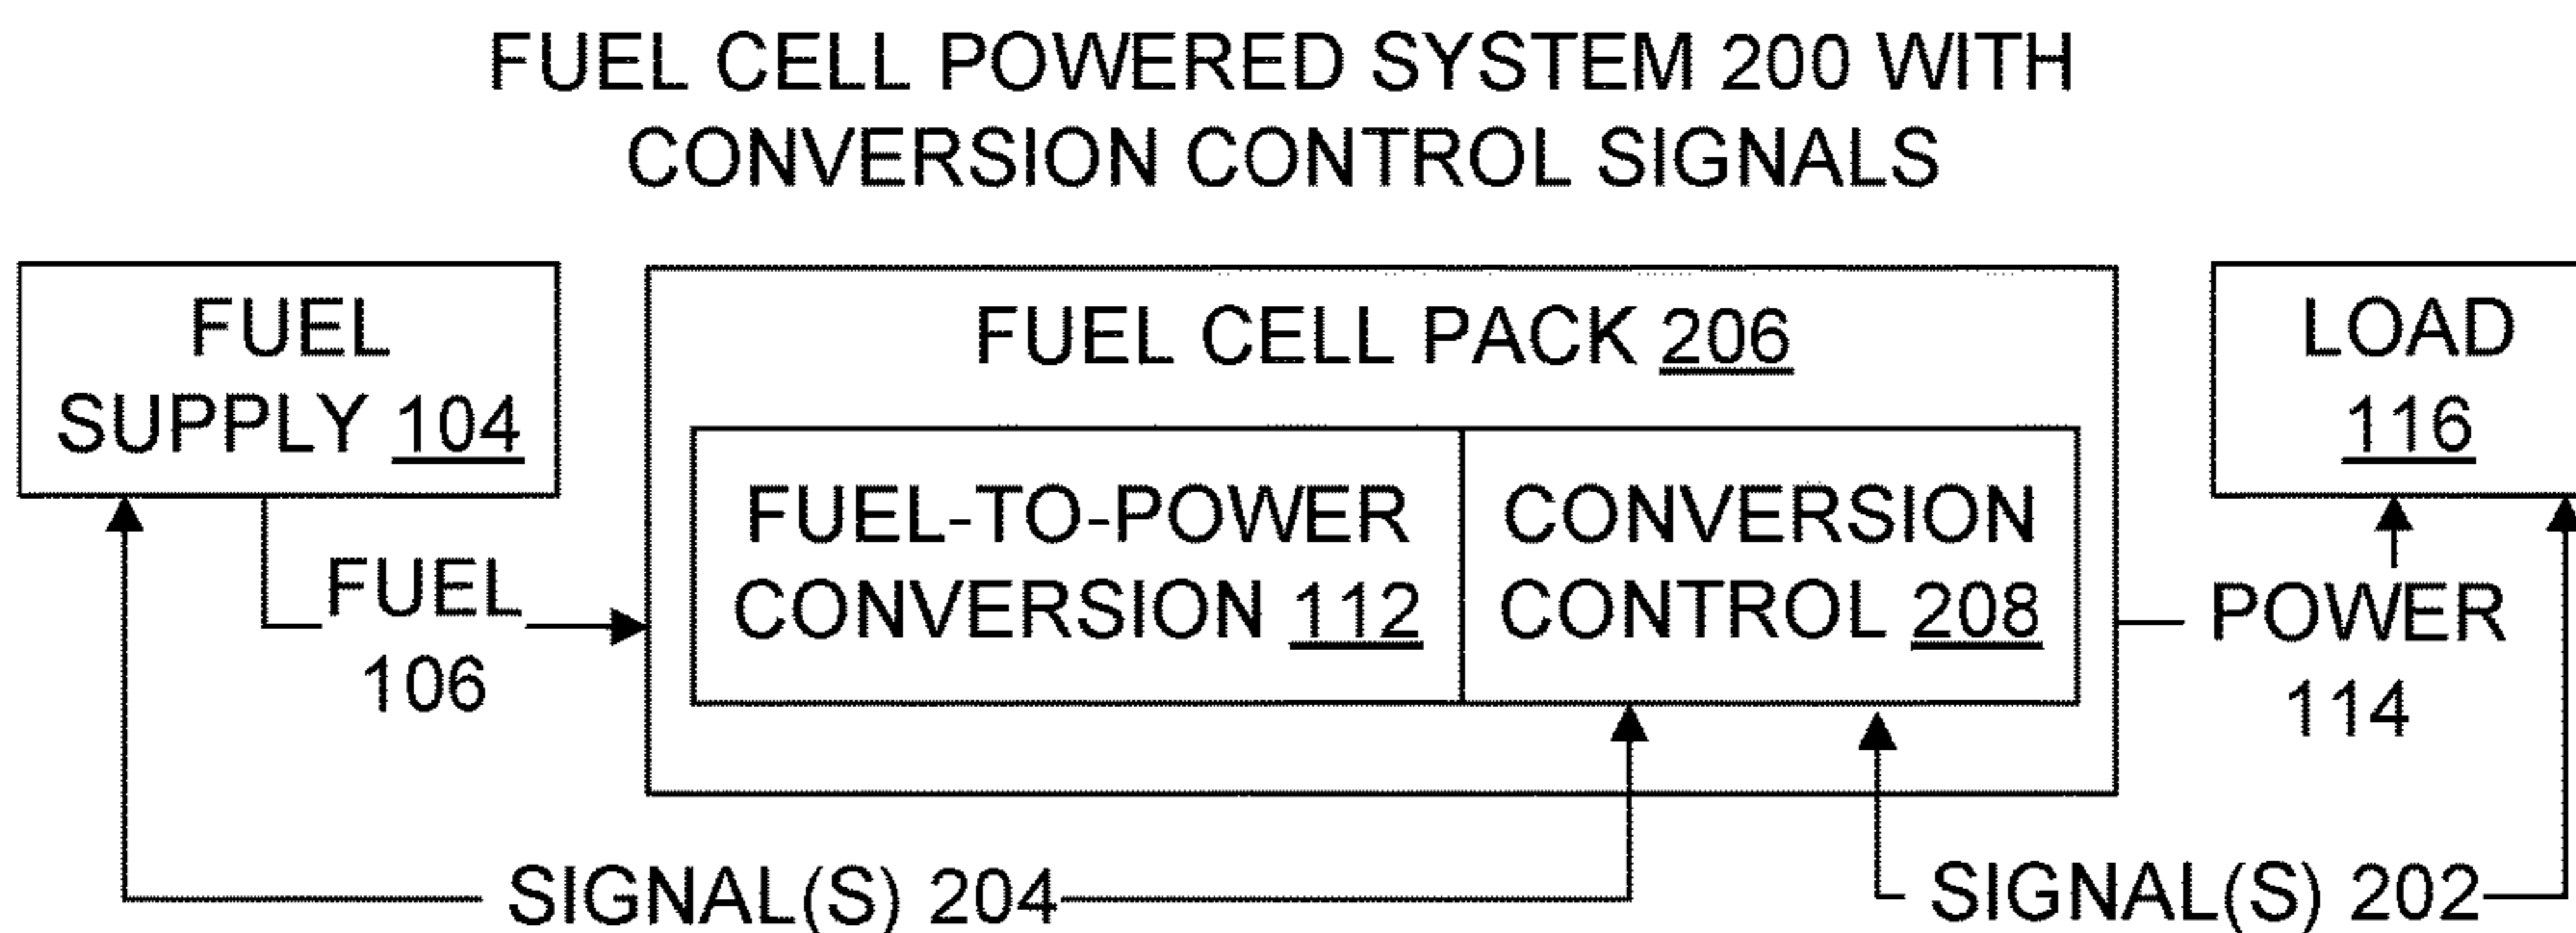 FUEL CELL POWERED SYSTEM 200 WITH
CONVERSION CONTROL SIGNALS
FUEL
SUPPLY 104
FUEL CELL PACK 206
LOAD
116
FUEL-TO-POWER
CONVERSION 112
CONVERSION
CONTROL 208
FUEL
106
POWER
114
SIGNAL(S) 204
SIGNAL(S) 202